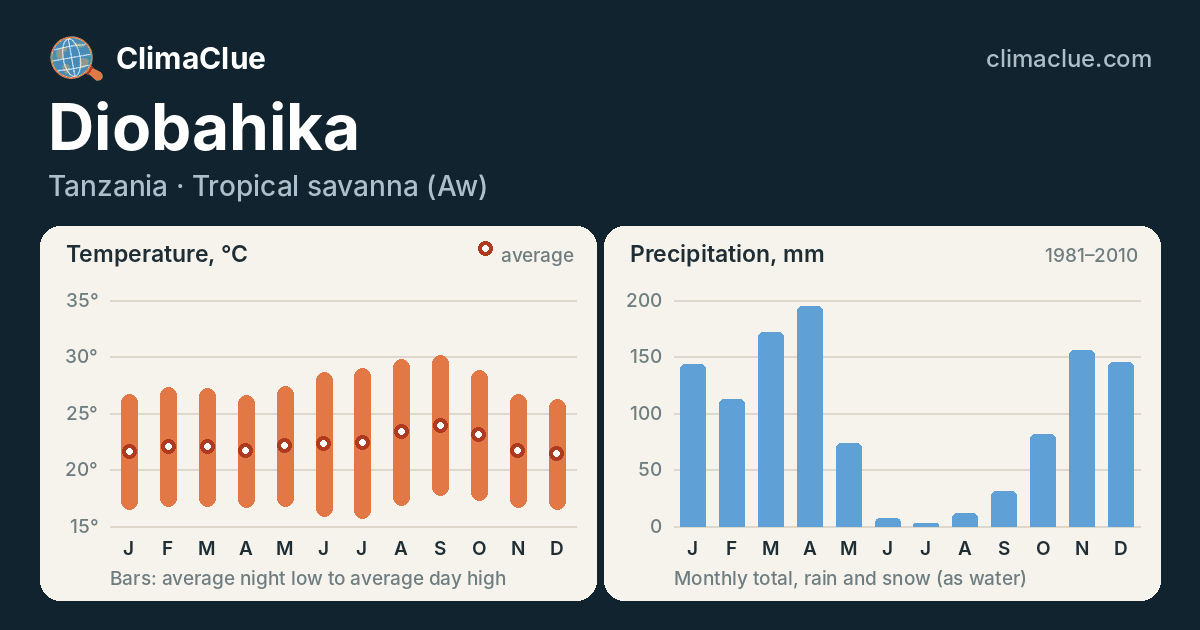 ClimaClue
climaclue.com
Diobahika
Tanzania · Tropical savanna (Aw)
Temperature, °C
average
35°
30°
25°
20°
15°
J F M A M J J A S O N D
Bars: average night low to average day high
Precipitation, mm
1981–2010
200
150
100
50
0
J F M A M J J A S O N D
Monthly total, rain and snow (as water)